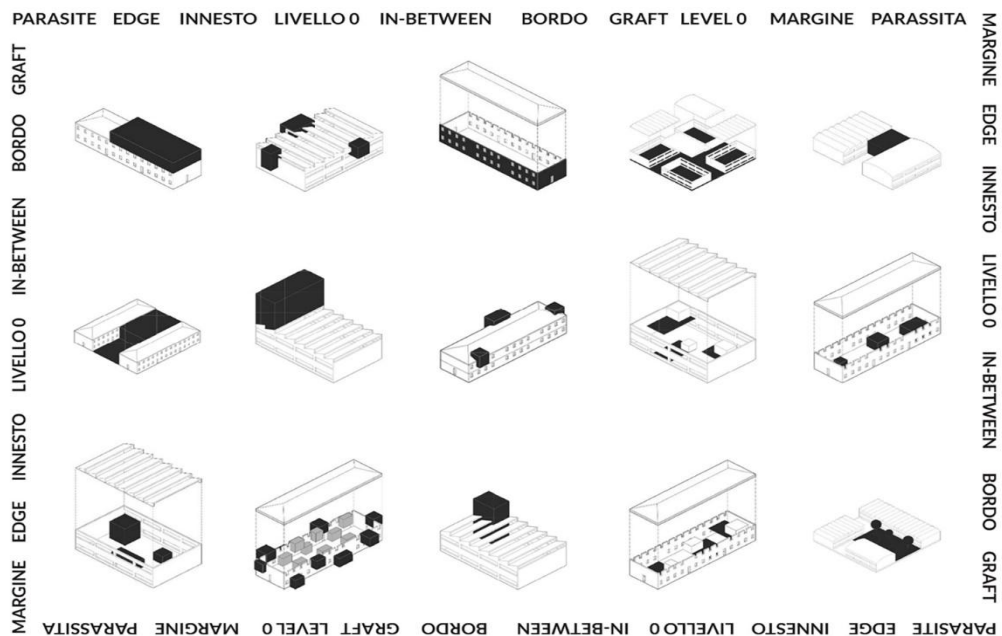 PARASITE EDGE INNESTO LIVELLO 0 IN-BETWEEN BORDO GRAFT LEVEL 0 MARGINE PARASSITA
MARGINE EDGE INNESTO LIVELLO 0 IN-BETWEEN BORDO GRAFT
PARASITE EDGE INNESTO LIVELLO 0 IN-BETWEEN BORDO GRAFT LEVEL 0 MARGINE PARASSITA
MARGINE EDGE INNESTO LIVELLO 0 IN-BETWEEN BORDO GRAFT